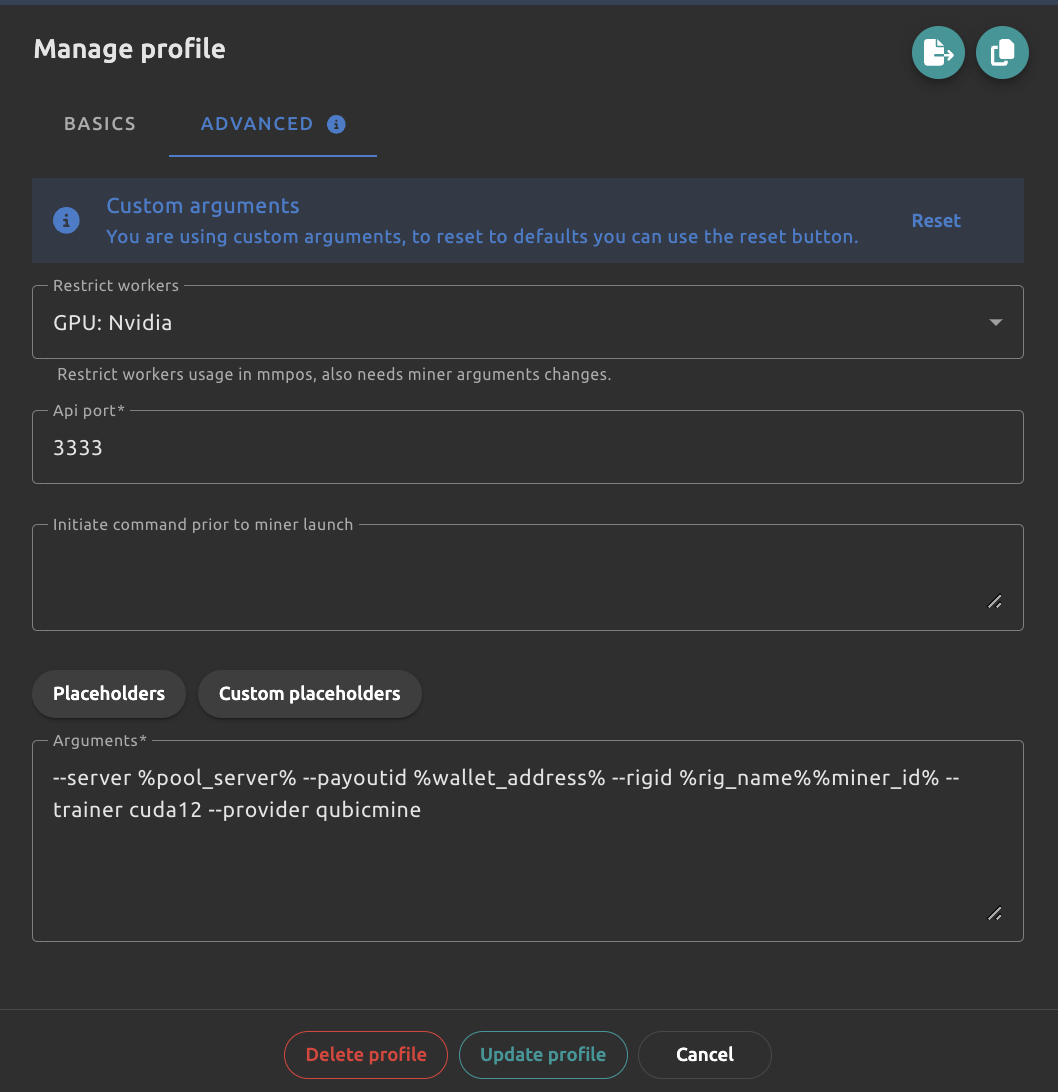 Manage profile
BASICS
ADVANCED
Custom arguments
You are using custom arguments, to reset to defaults you can use the reset button.
Reset
Restrict workers
GPU: Nvidia
Restrict workers usage in mmpos, also needs miner arguments changes.
Api port*
3333
Initiate command prior to miner launch
Placeholders
Custom placeholders
Arguments*
--server %pool_server% --payoutid %wallet_address% --rigid %rig_name%%miner_id% --
trainer cuda12 --provider qubicmine
Delete profile
Update profile
Cancel